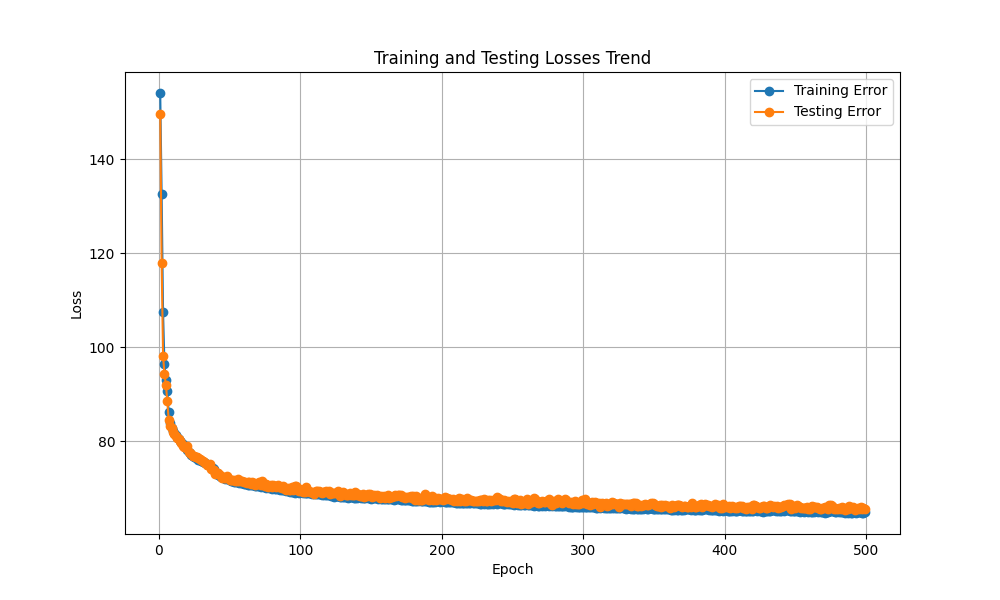 Training and Testing Losses Trend
Training Error
Testing Error
Loss
140
120
100
80
0
100
200
300
400
500
Epoch